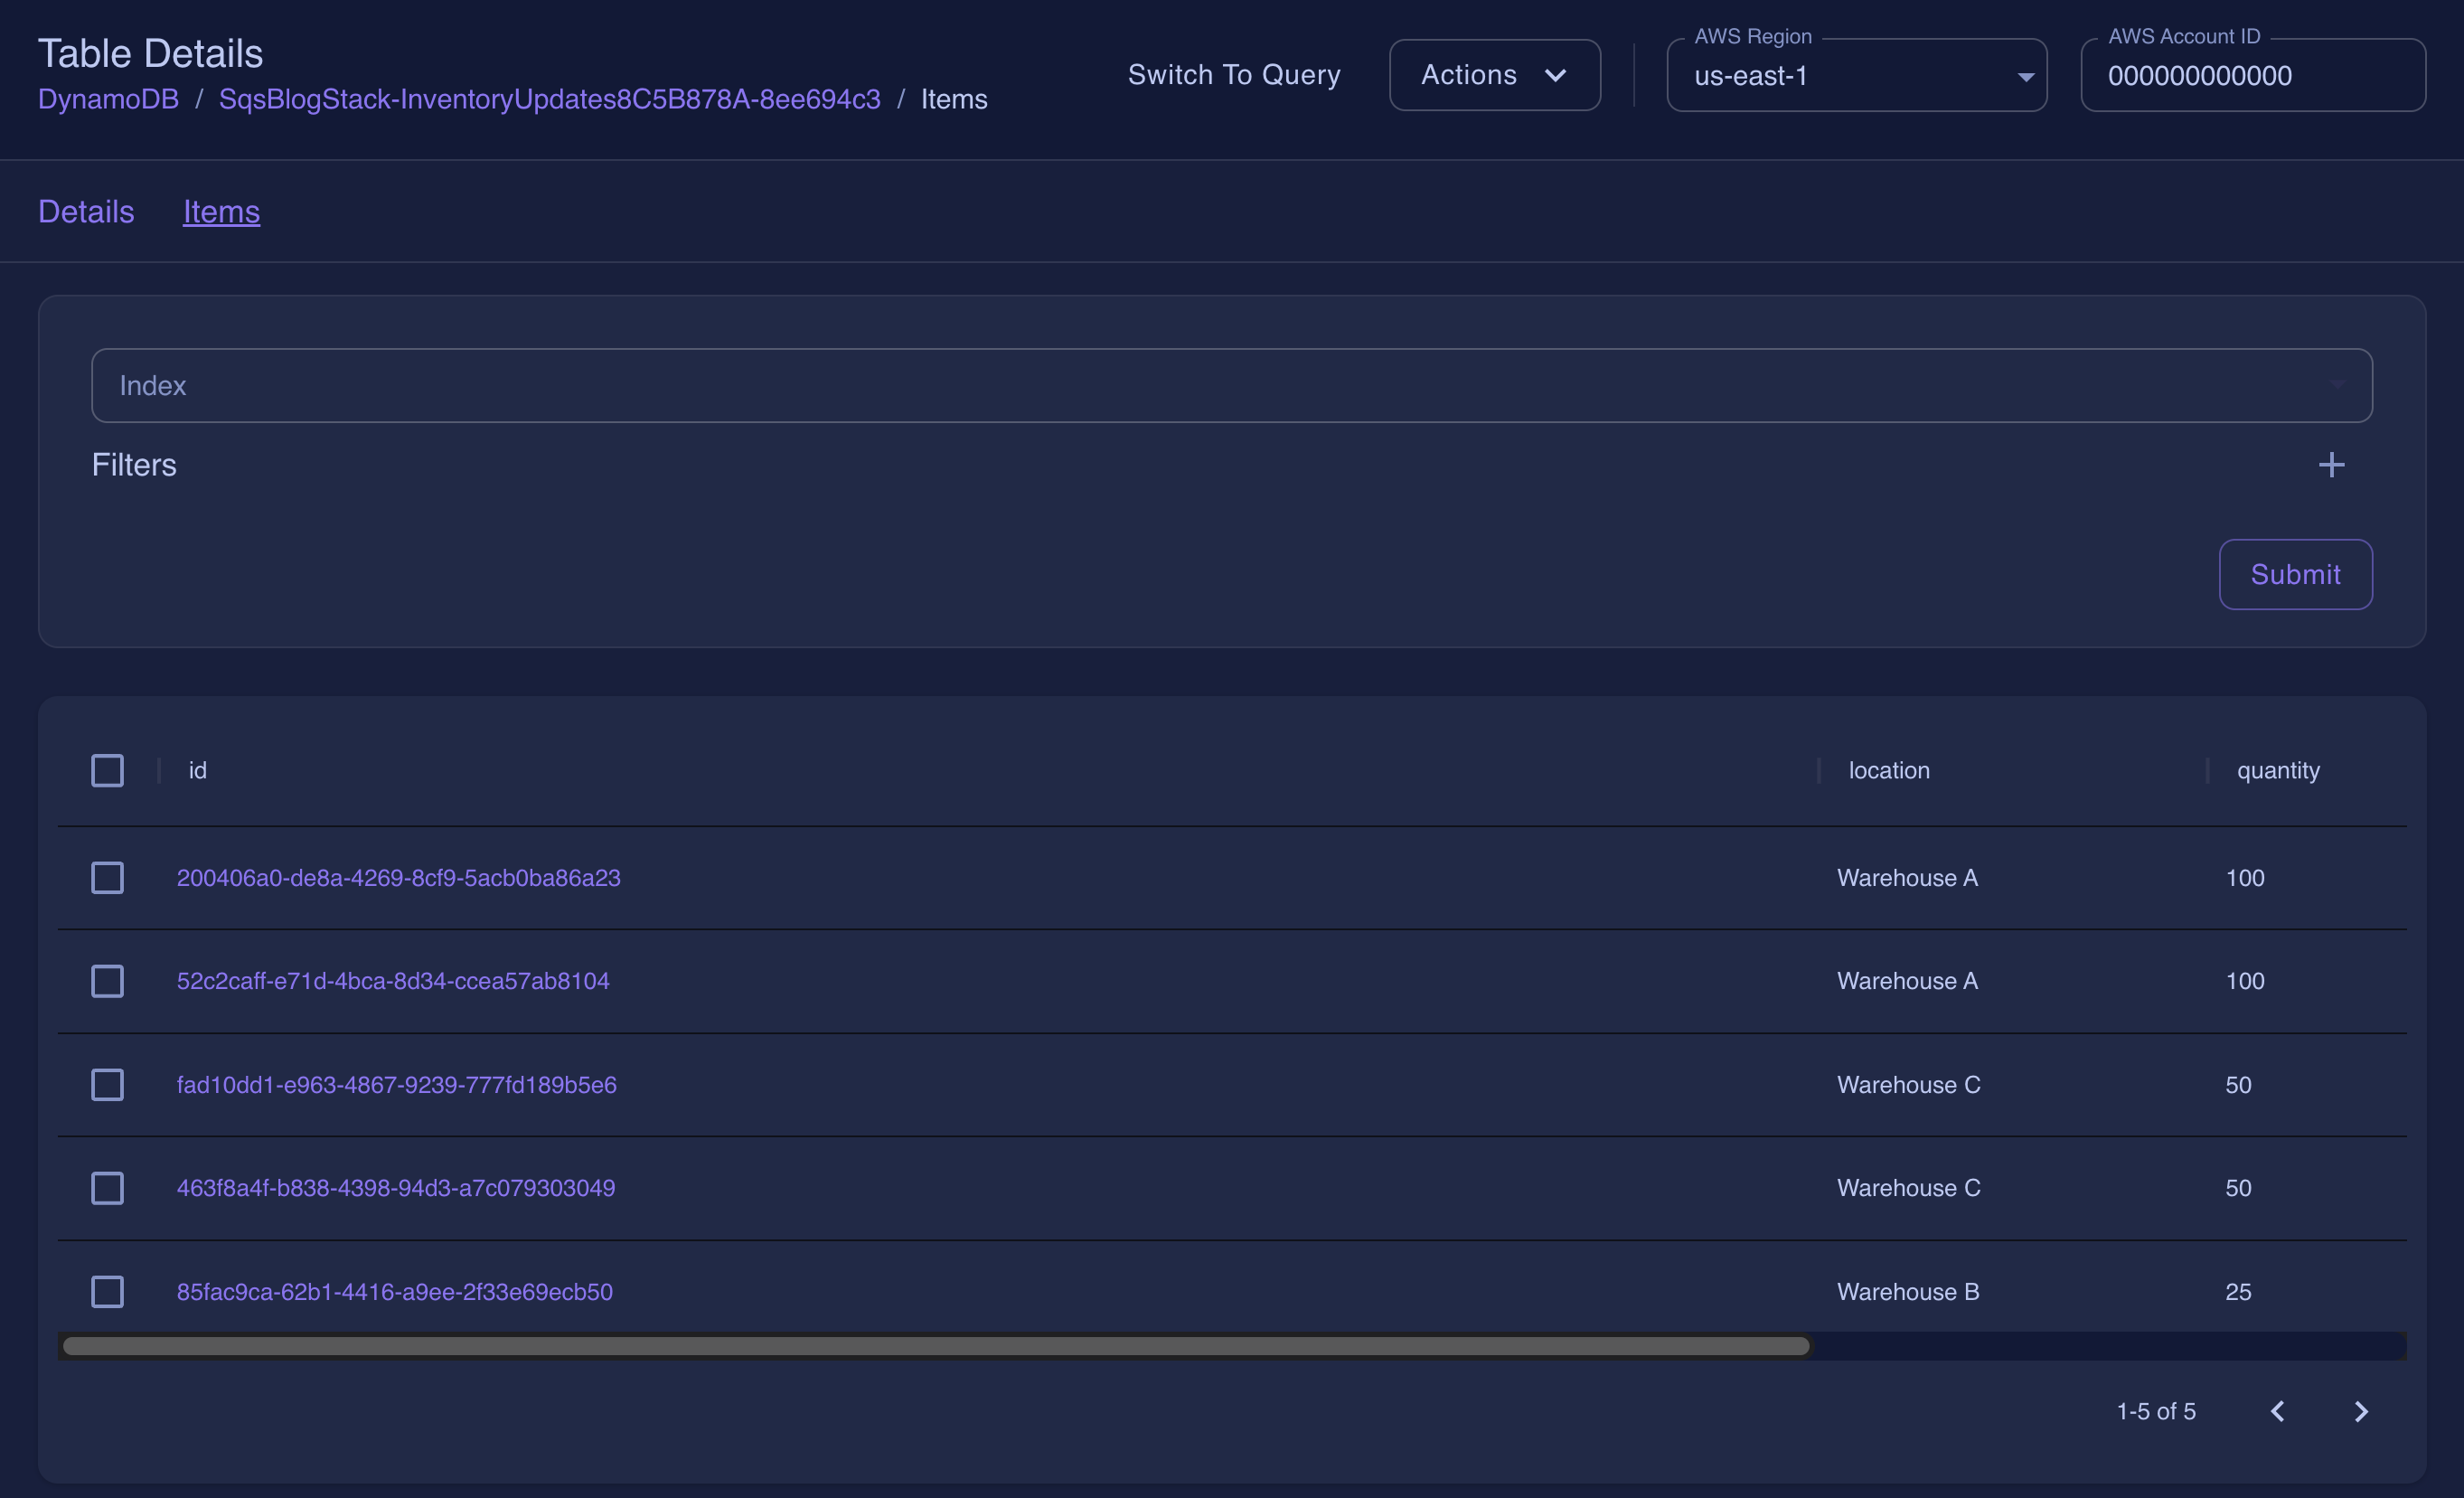 Table Details
DynamoDB / SqsBlogStack-InventoryUpdates8C5B878A-8ee694c3 / Items
Switch To Query
Actions
AWS Region
us-east-1
AWS Account ID
000000000000
Details Items
Index
Filters
Submit
id location quantity
200406a0-de8a-4269-8cf9-5acb0ba86a23 Warehouse A 100
52c2caff-e71d-4bca-8d34-ccea57ab8104 Warehouse A 100
fad10dd1-e963-4867-9239-777fd189b5e6 Warehouse C 50
463f8a4f-b838-4398-94d3-a7c079303049 Warehouse C 50
85fac9ca-62b1-4416-a9ee-2f33e69ecb50 Warehouse B 25
1-5 of 5